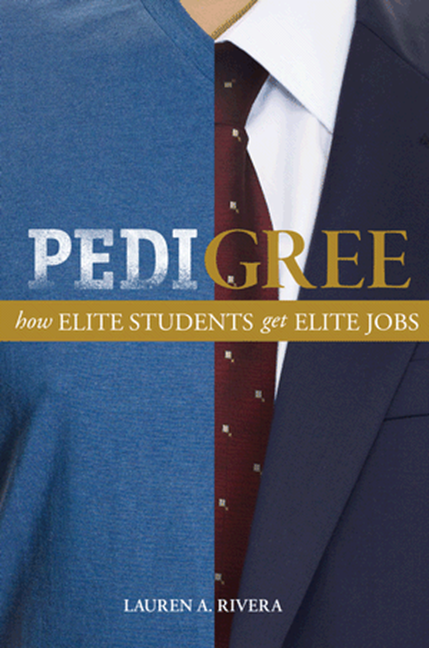 PEDIGREE
how ELITE STUDENTS get ELITE JOBS
LAUREN A. RIVERA